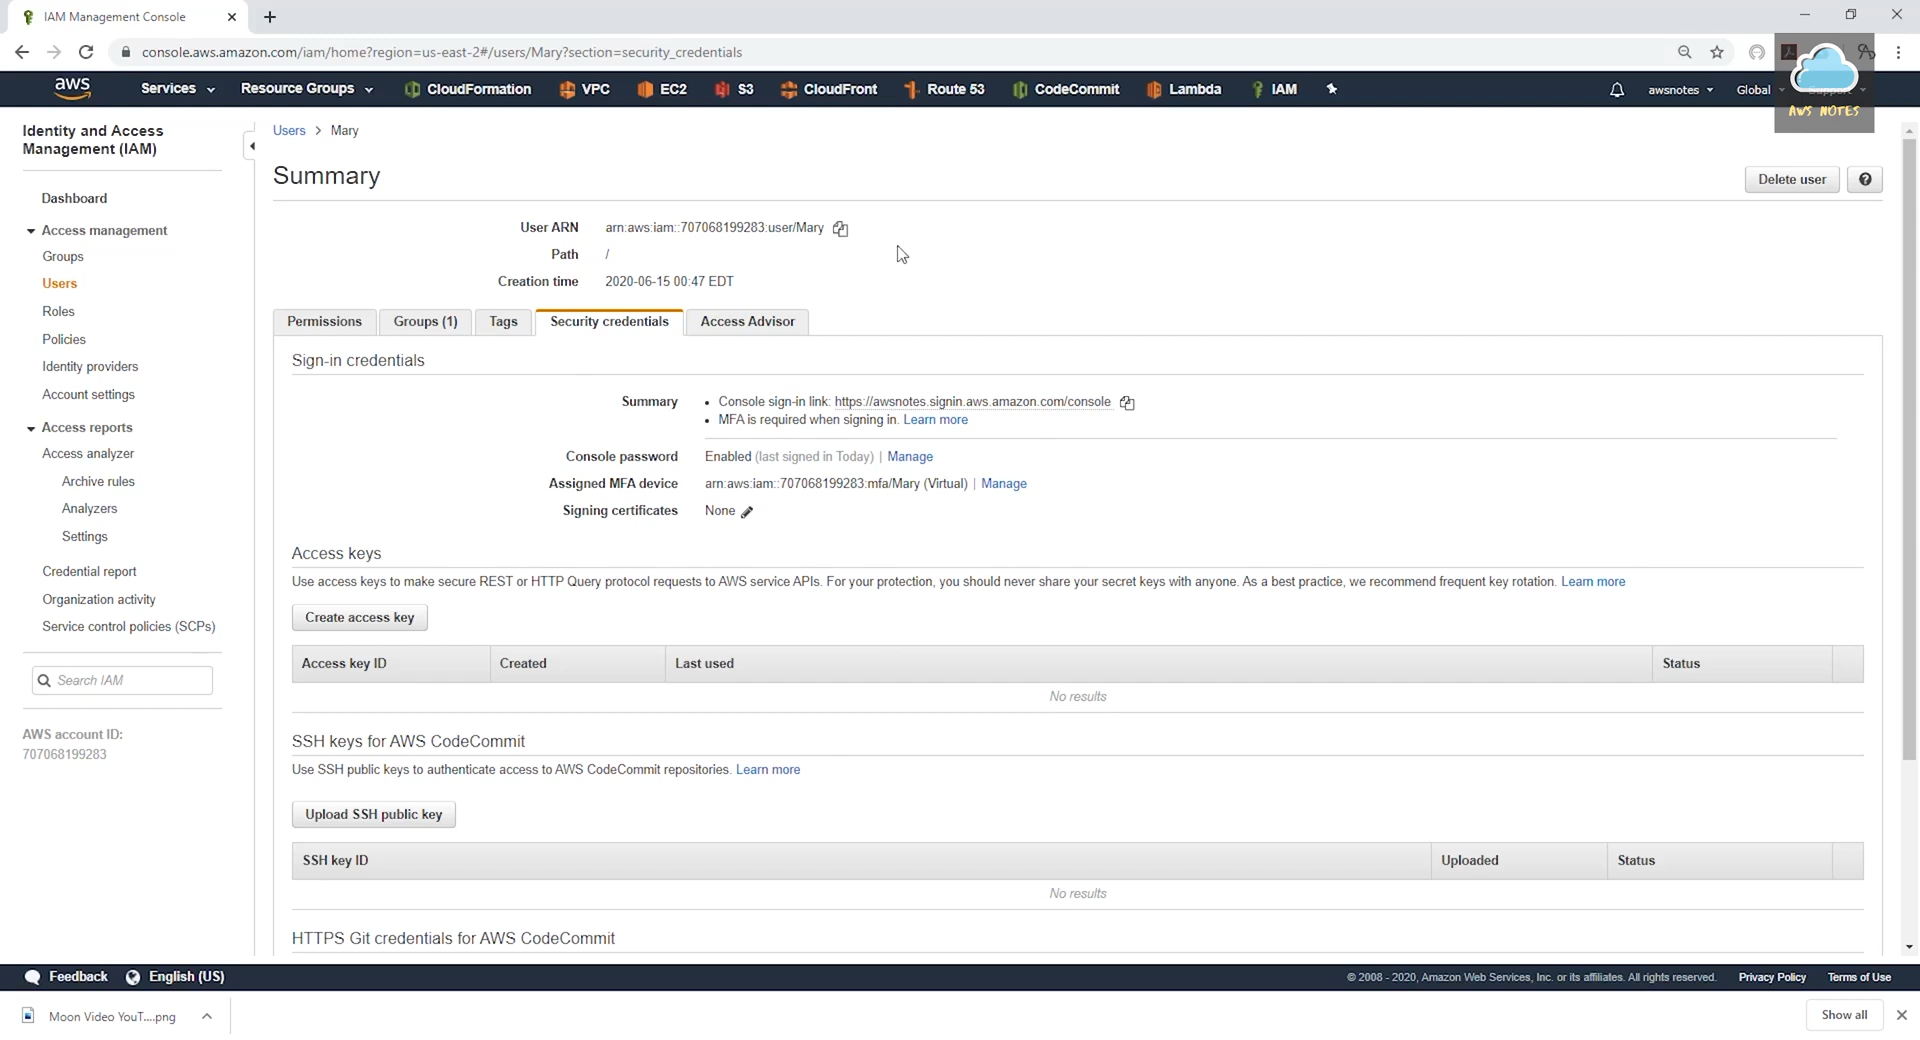 IAM Management Console
console.aws.amazon.com/iam/home?region=us-east-2#/users/Mary?section=security_credentials
aws
Services
Resource Groups
CloudFormation
VPC
EC2
S3
CloudFront
Route 53
CodeCommit
Lambda
IAM
awsnotes
Global
Support
AWS NOTES
Identity and Access
Management (IAM)
Dashboard
Access management
Groups
Users
Roles
Policies
Identity providers
Account settings
Access reports
Access analyzer
Archive rules
Analyzers
Settings
Credential report
Organization activity
Service control policies (SCPs)
Search IAM
AWS account ID:
707068199283
Users > Mary
Summary
Delete user
User ARN arn:aws:iam::707068199283:user/Mary
Path /
Creation time 2020-06-15 00:47 EDT
Permissions
Groups (1)
Tags
Security credentials
Access Advisor
Sign-in credentials
Summary
• Console sign-in link: https://awsnotes.signin.aws.amazon.com/console
• MFA is required when signing in. Learn more
Console password Enabled (last signed in Today) | Manage
Assigned MFA device arn:aws:iam::707068199283:mfa/Mary (Virtual) | Manage
Signing certificates None
Access keys
Use access keys to make secure REST or HTTP Query protocol requests to AWS service APIs. For your protection, you should never share your secret keys with anyone. As a best practice, we recommend frequent key rotation. Learn more
Create access key
Access key ID Created Last used Status
No results
SSH keys for AWS CodeCommit
Use SSH public keys to authenticate access to AWS CodeCommit repositories. Learn more
Upload SSH public key
SSH key ID Uploaded Status
No results
HTTPS Git credentials for AWS CodeCommit
Feedback
English (US)
© 2008 - 2020, Amazon Web Services, Inc. or its affiliates. All rights reserved. Privacy Policy Terms of Use
Moon Video YouT....png
Show all